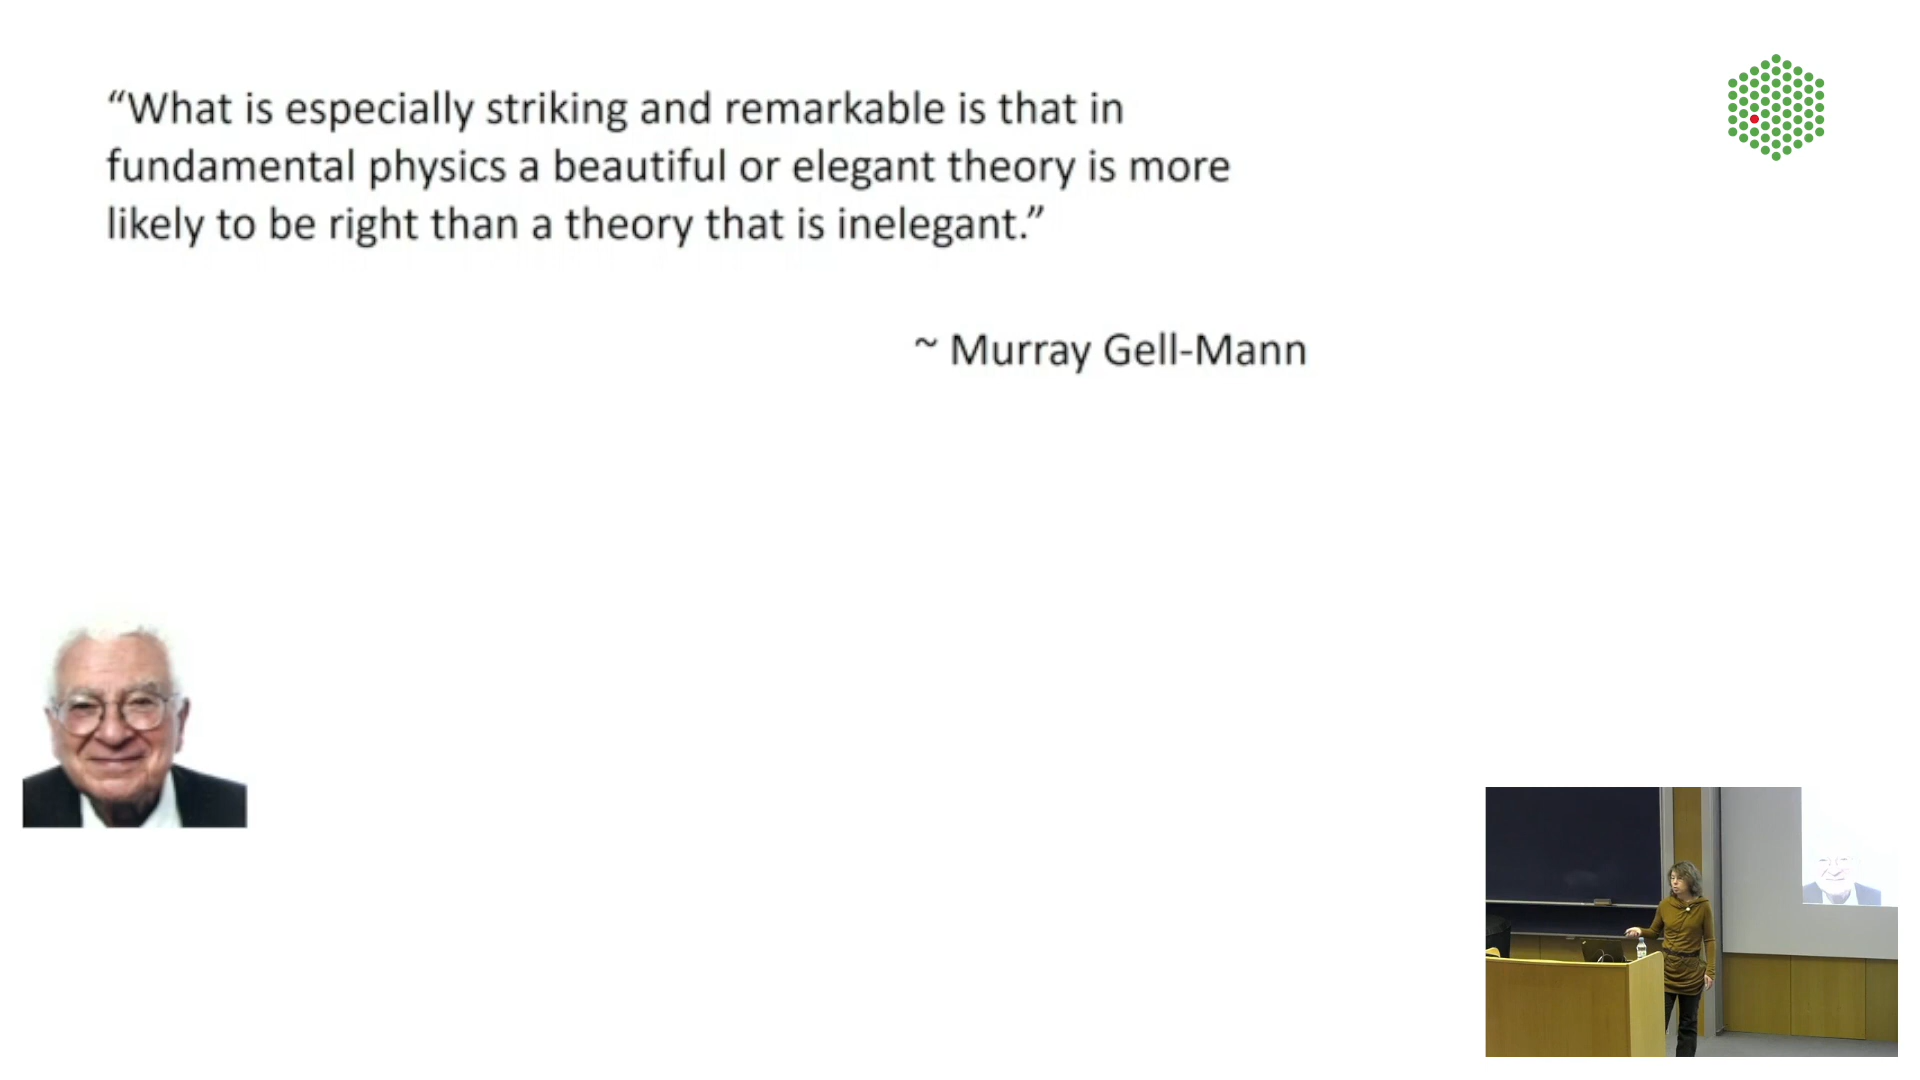 “What is especially striking and remarkable is that in
fundamental physics a beautiful or elegant theory is more
likely to be right than a theory that is inelegant.”
~ Murray Gell-Mann